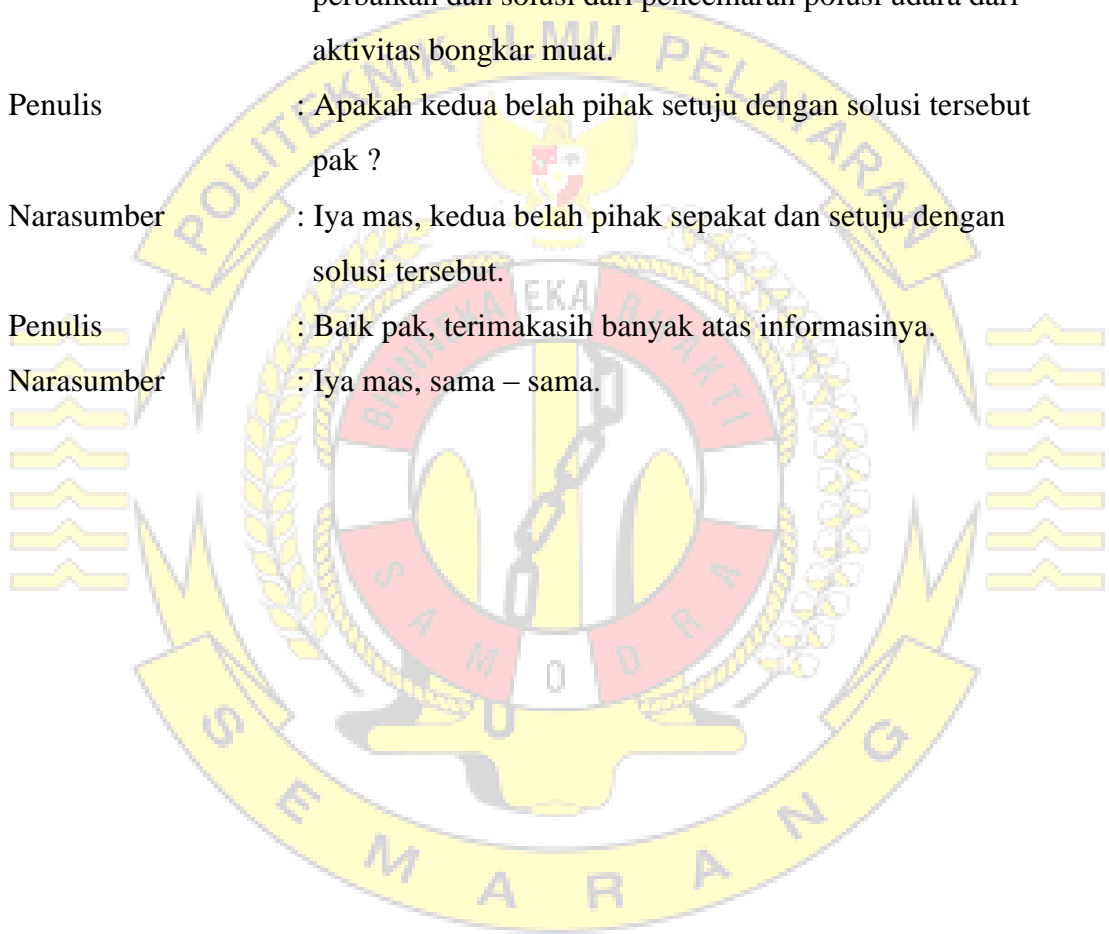 perbaikan dan solusi dari pencemaran polusi udara dari
aktivitas bongkar muat.
Penulis : Apakah kedua belah pihak setuju dengan solusi tersebut
pak ?
Narasumber : Iya mas, kedua belah pihak sepakat dan setuju dengan
solusi tersebut.
Penulis : Baik pak, terimakasih banyak atas informasinya.
Narasumber : Iya mas, sama – sama.
POLITEKNIK ILMU PELAYARAN
SEMARANG
BHNNINGKA EKA BHAKTI
SAMODRA